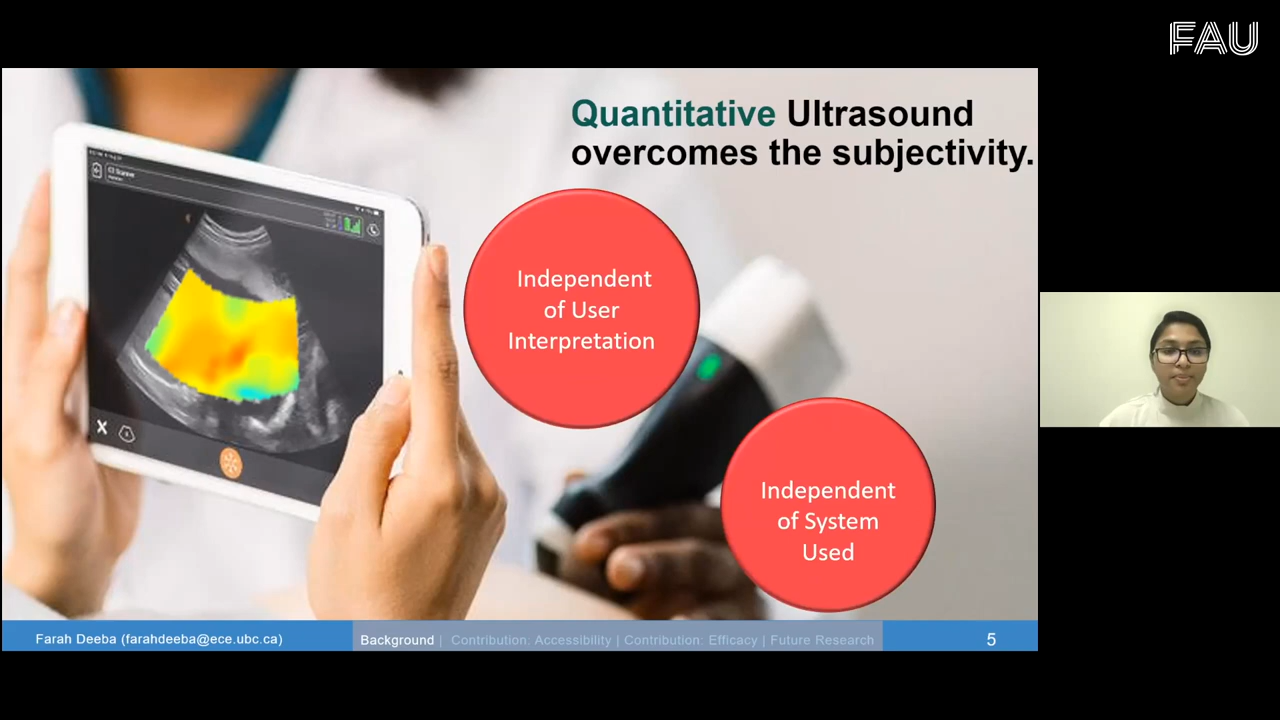 FAU
Quantitative Ultrasound
overcomes the subjectivity.
Independent
of User
Interpretation
Independent
of System
Used
Farah Deeba (farahdeeba@ece.ubc.ca)
Background | Contribution: Accessibility | Contribution: Efficacy | Future Research
5